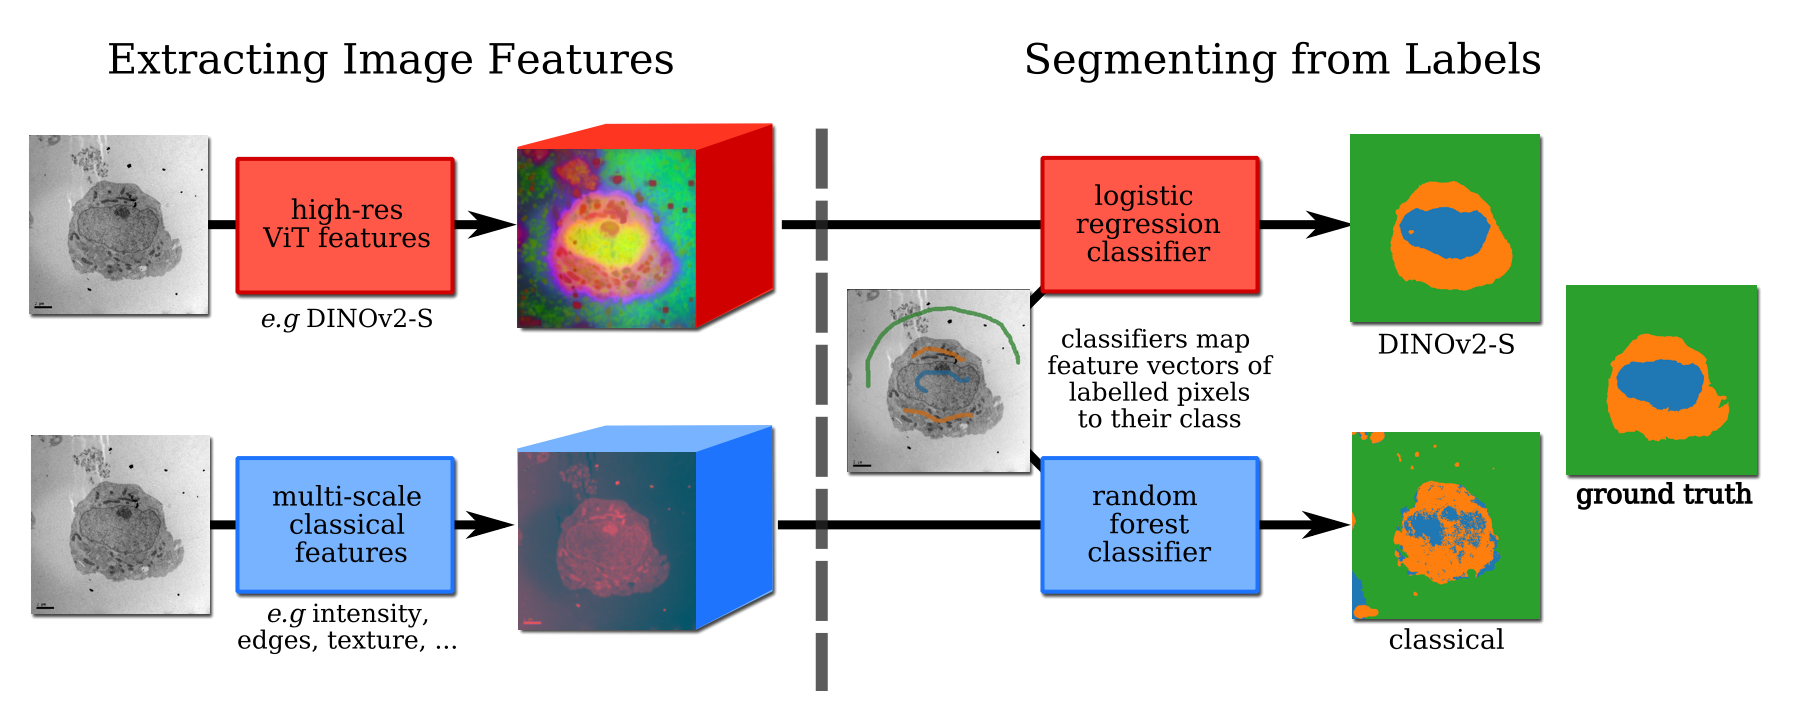 Extracting Image Features
Segmenting from Labels
high-res
ViT features
e.g DINOv2-S
logistic
regression
classifier
DINOv2-S
classifiers map
feature vectors of
labelled pixels
to their class
ground truth
multi-scale
classical
features
e.g intensity,
edges, texture, ...
random
forest
classifier
classical